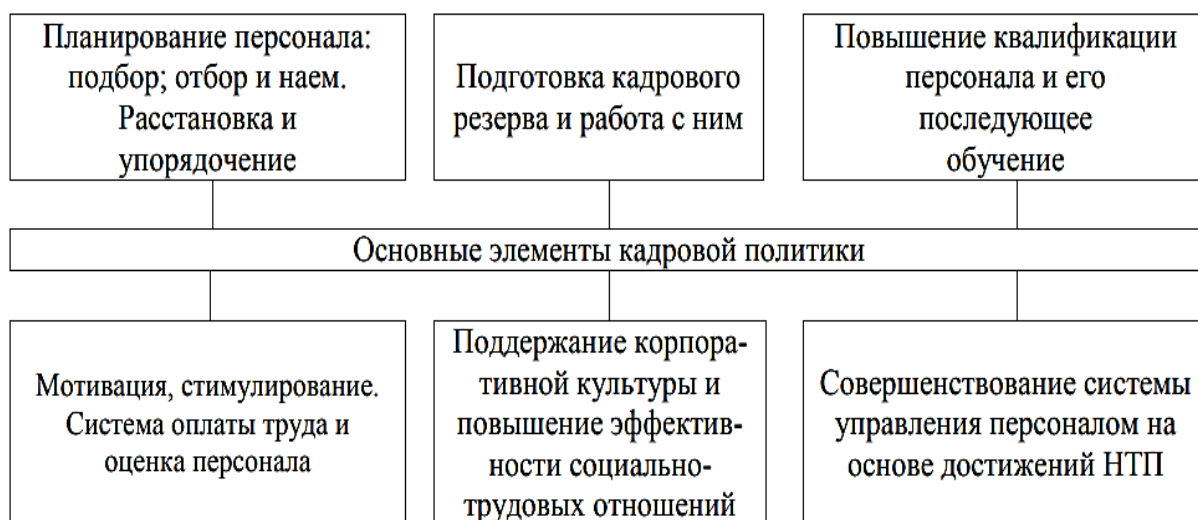 Планирование персонала:
подбор; отбор и наем.
Расстановка и
упорядочение
Подготовка кадрового
резерва и работа с ним
Повышение квалификации
персонала и его
последующее
обучение
Основные элементы кадровой политики
Мотивация, стимулирование.
Система оплаты труда и
оценка персонала
Поддержание корпора-
тивной культуры и
повышение эффектив-
ности социально-
трудовых отношений
Совершенствование системы
управления персоналом на
основе достижений НТП